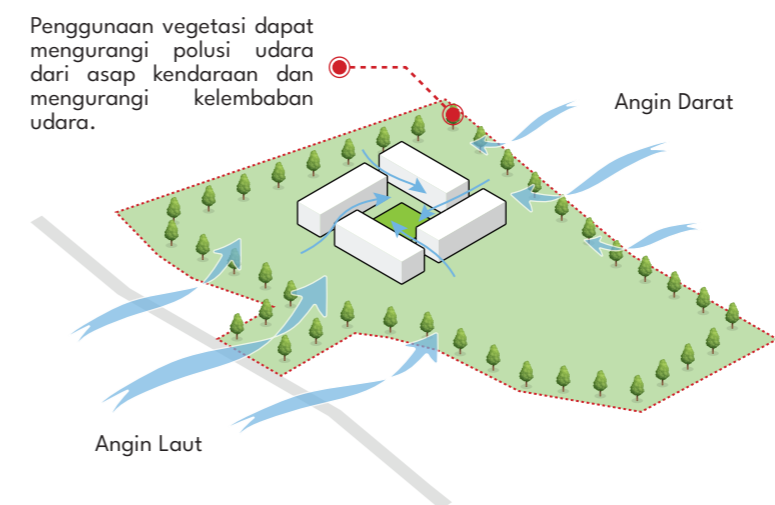 Penggunaan vegetasi dapat
mengurangi polusi udara
dari asap kendaraan dan
mengurangi kelembaban
udara.
Angin Darat
Angin Laut